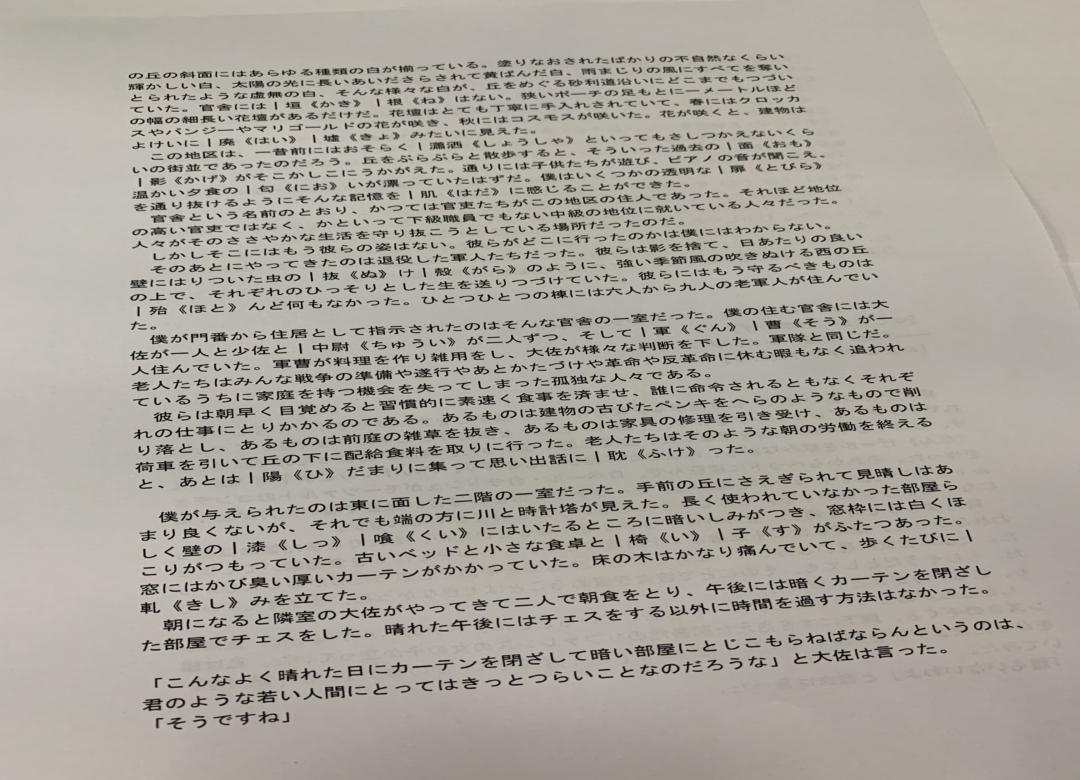 の丘の斜面にはあらゆる種類の白が揃っている。塗りなおされたばかりの不自然なくらい
輝かしい白、太陽の光に長いあいださらされて黄ばんだ白、雨まじりの風にすべてを奪い
とられたような虚無の白、そんな様々な白が、丘をめぐる砂利道沿いにどこまでもつづい
ていた。官舎には|垣《かき》|根《ね》はない。狭いポーチの足もとに一メートルほど
の幅の細長い花壇があるだけだ。花壇はとても丁寧に手入れされていて、春にはクロッカ
スやパンジーやマリゴールドの花が咲き、秋にはコスモスが咲いた。花が咲くと、建物は
よけいに|廃《はい》|墟《きょ》みたいに見えた。
この地区は、一昔前にはおそらく|瀟洒《しょうしゃ》といってもさしつかえないくら
いの街並であったのだろう。丘をぶらぶらと散歩すると、そういった過去の|面《おも》
|影《かげ》がそこかしこにうかがえた。通りには子供たちが遊び、ピアノの音が聞こえ、
温かい夕食の|匂《にお》いが漂っていたはずだ。僕はいくつかの透明な|扉《とびら》
を通り抜けるようにそんな記憶を|肌《はだ》に感じることができた。
官舎という名前のとおり、かつては官吏たちがこの地区の住人であった。それほど地位
の高い官吏ではなく、かといって下級職員でもない中級の地位に就いている人々だった。
人々がそのささやかな生活を守り抜こうとしている場所だったのだ。
しかしそこにはもう彼らの姿はない。彼らがどこに行ったのかは僕にはわからない。
そのあとにやってきたのは退役した軍人たちだった。彼らは影を捨て、日あたりの良い
壁にはりついた虫の|抜《ぬ》け|殻《がら》のように、強い季節風の吹きぬける西の丘
の上で、それぞれのひっそりとした生を送りつづけていた。彼らにはもう守るべきものは
|殆《ほと》んど何もなかった。ひとつひとつの棟には六人から九人の老軍人が住んでい
た。
僕が門番から住居として指示されたのはそんな官舎の一室だった。僕の住む官舎には大
佐が一人と少佐と|中尉《ちゅうい》が二人ずつ、そして|軍《ぐん》|曹《そう》が一
人住んでいた。軍曹が料理を作り雑用をし、大佐が様々な判断を下した。軍隊と同じだ。
老人たちはみんな戦争の準備や遂行やあとかたづけや革命や反革命に休む暇もなく追われ
ているうちに家庭を持つ機会を失ってしまった孤独な人々である。
彼らは朝早く目覚めると習慣的に素速く食事を済ませ、誰に命令されるともなくそれぞ
れの仕事にとりかかるのである。あるものは建物の古びたペンキをへらのようなもので削
り落とし、あるものは前庭の雑草を抜き、あるものは家具の修理を引き受け、あるものは
荷車を引いて丘の下に配給食料を取りに行った。老人たちはそのような朝の労働を終える
と、あとは|陽《ひ》だまりに集って思い出話に|耽《ふけ》った。
僕が与えられたのは東に面した二階の一室だった。手前の丘にさえぎられて見晴しはあ
まり良くないが、それでも端の方に川と時計塔が見えた。長く使われていなかった部屋ら
しく壁の|漆《しっ》|喰《くい》にはいたるところに暗いしみがつき、窓枠には白くほ
こりがつもっていた。古いベッドと小さな食卓と|椅《い》|子《す》がふたつあった。
窓にはかび臭い厚いカーテンがかかっていた。床の木はかなり痛んでいて、歩くたびに|
軋《きし》みを立てた。
朝になると隣室の大佐がやってきて二人で朝食をとり、午後には暗くカーテンを閉ざし
た部屋でチェスをした。晴れた午後にはチェスをする以外に時間を過す方法はなかった。
「こんなよく晴れた日にカーテンを閉ざして暗い部屋にとじこもらねばならんというのは、
君のような若い人間にとってはきっとつらいことなのだろうな」と大佐は言った。
「そうですね」